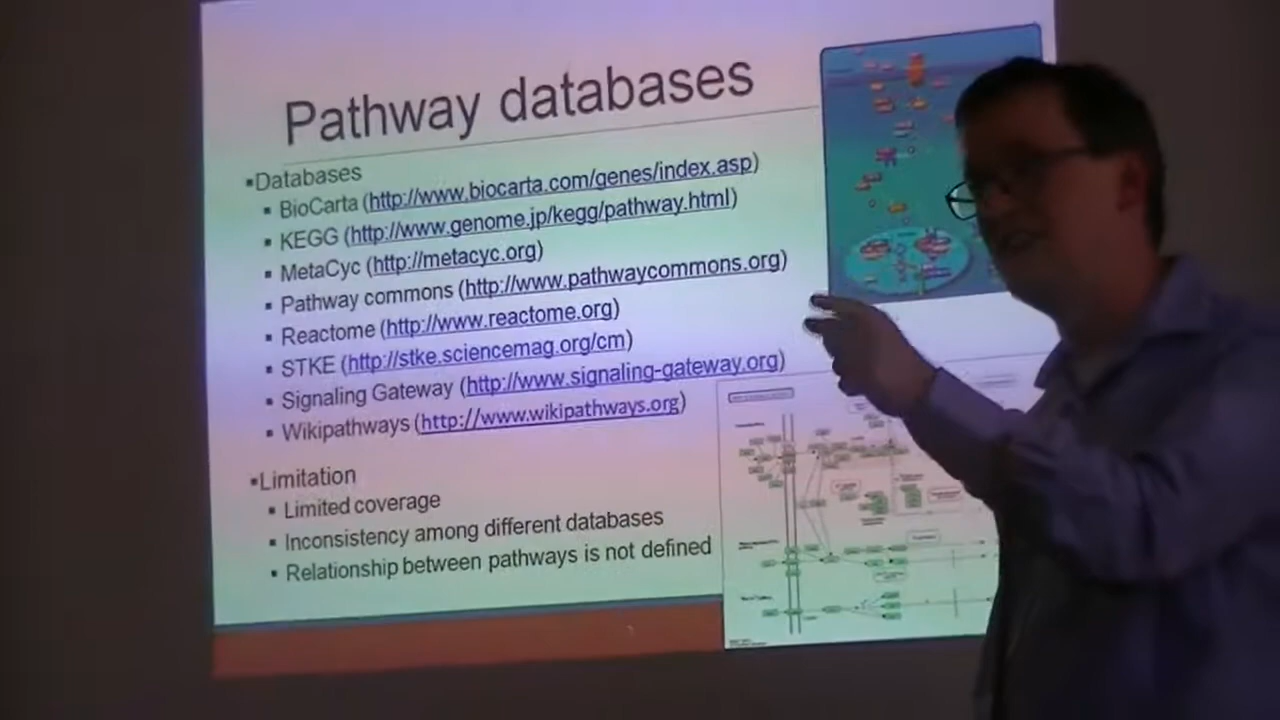 Pathway databases
▪Databases
▪ BioCarta (http://www.biocarta.com/genes/index.asp)
▪ KEGG (http://www.genome.jp/kegg/pathway.html)
▪ MetaCyc (http://metacyc.org)
▪ Pathway commons (http://www.pathwaycommons.org)
▪ Reactome (http://www.reactome.org)
▪ STKE (http://stke.sciencemag.org/cm)
▪ Signaling Gateway (http://www.signaling-gateway.org)
▪ Wikipathways (http://www.wikipathways.org)
▪Limitation
▪ Limited coverage
▪ Inconsistency among different databases
▪ Relationship between pathways is not defined